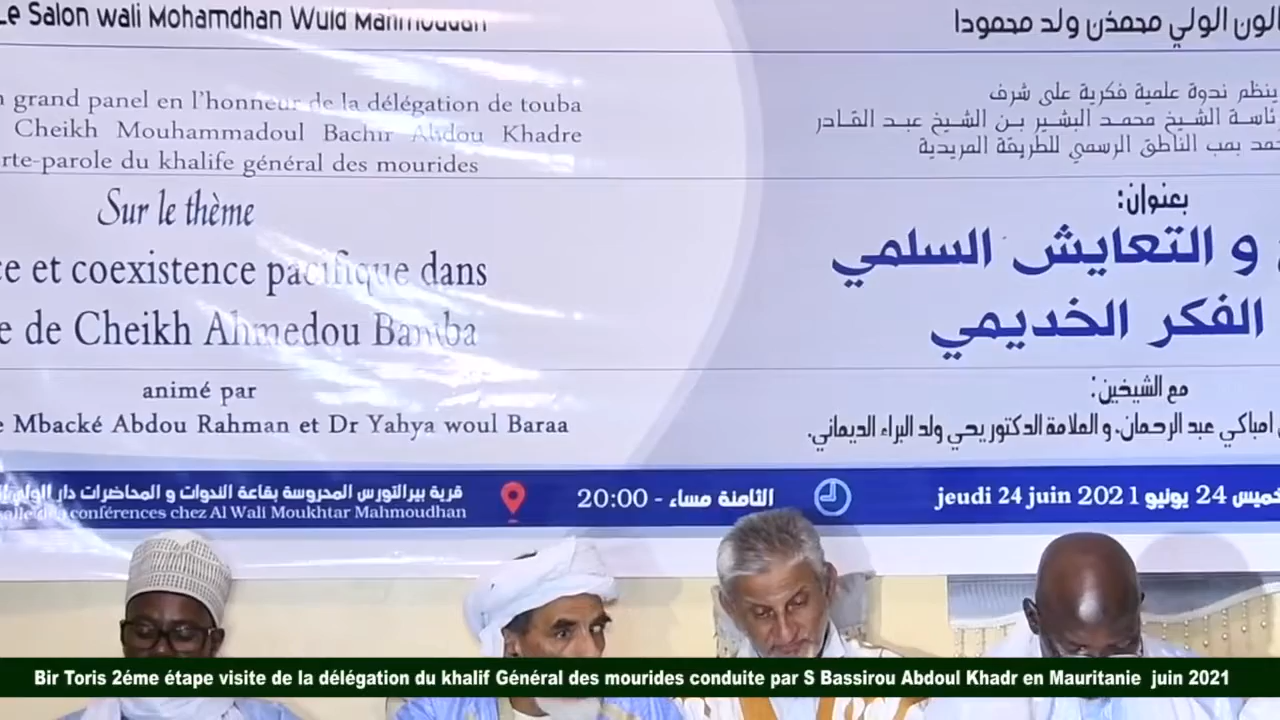 Le Salon wali Mohamdhan Wuld Mahmoudan
grand panel en l'honneur de la délégation de touba
Cheikh Mouhammadoul Bachir Abdou Khadre
rte-parole du khalife général des mourides
Sur le thème
ce et coexistence pacifique dans
e de Cheikh Ahmedou Bamba
animé par
e Mbacké Abdou Rahman et Dr Yahya woul Baraa
الون الولي محمذن ولد محمودا
ينظم ندوة علمية فكرية على شرف
ئاسة الشيخ محمد البشير بن الشيخ عبد القادر
حمد بمب الناطق الرسمي للطريقة المريدية
بعنوان:
و التعايش السلمي
الفكر الخديمي
مع الشيخين:
امباكي عبد الرحمان، و العلامة الدكتور يحي ولد البراء الديماني.
قرية بيرالتورس المحروسة بقاعة الندوات و المحاضرات دار الولي
conférences chez Al Wali Moukhtar Mahmoudhan
الثامنة مساء - 20:00
خميس 24 يونيو 2021 jeudi 24 juin
Bir Toris 2éme étape visite de la délégation du khalif Général des mourides conduite par S Bassirou Abdoul Khadr en Mauritanie juin 2021